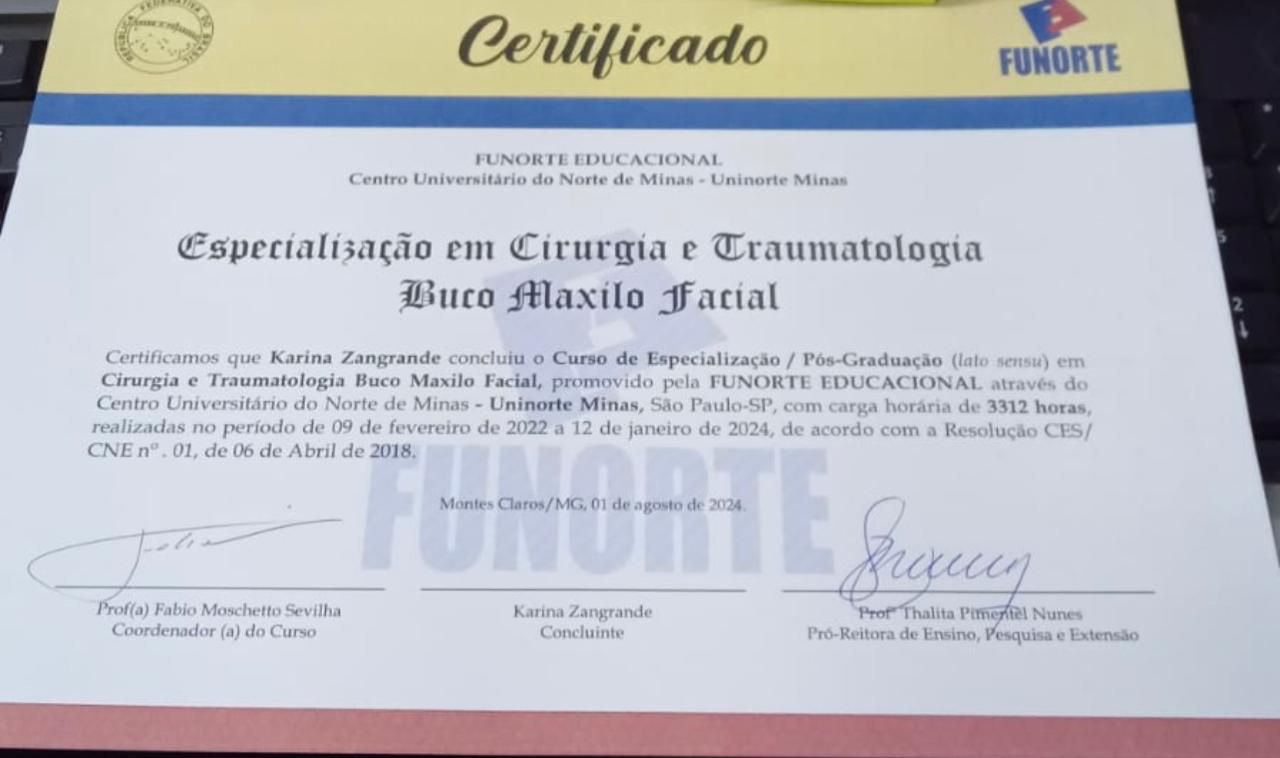 REPUBLICA FEDERATIVA DO BRASIL
Certificado
FUNORTE
FUNORTE EDUCACIONAL
Centro Universitário do Norte de Minas - Uninorte Minas
Especialização em Cirurgia e Traumatologia
Buco Maxilo Facial
Certificamos que Karina Zangrande concluiu o Curso de Especialização / Pós-Graduação (lato sensu) em
Cirurgia e Traumatologia Buco Maxilo Facial, promovido pela FUNORTE EDUCACIONAL através do
Centro Universitário do Norte de Minas - Uninorte Minas, São Paulo-SP, com carga horária de 3312 horas,
realizadas no período de 09 de fevereiro de 2022 a 12 de janeiro de 2024, de acordo com a Resolução CES/
CNE nº. 01, de 06 de Abril de 2018.
FUNORTE
Montes Claros/MG, 01 de agosto de 2024.
Prof(a) Fabio Moschetto Sevilha
Coordenador (a) do Curso
Karina Zangrande
Concluinte
Profª Thalita Pimentel Nunes
Pró-Reitora de Ensino, Pesquisa e Extensão
5
2